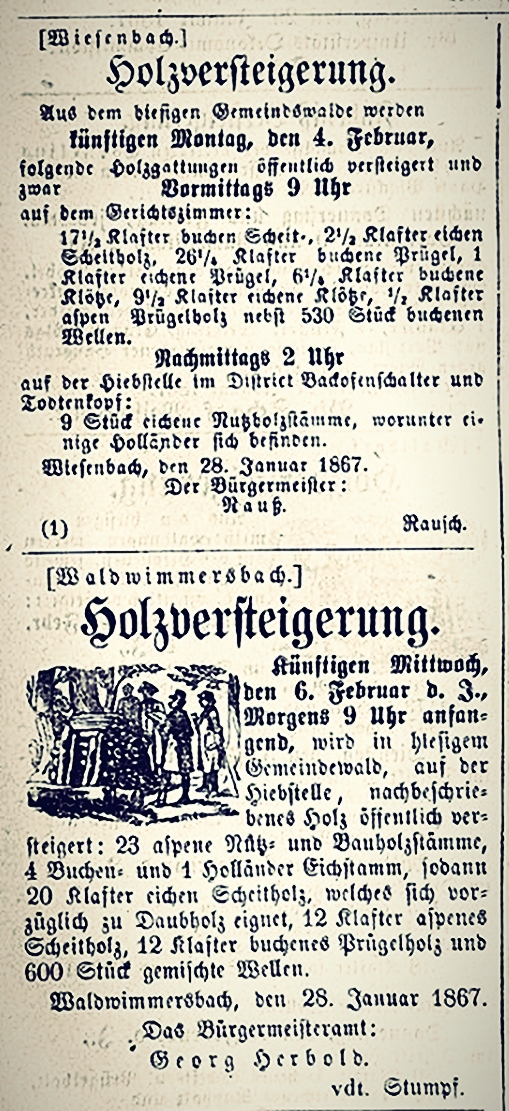 [Wiesenbach.]
Holzversteigerung.
Aus dem hiesigen Gemeindswalde werden
künftigen Montag, den 4. Februar,
folgende Holzgattungen öffentlich versteigert und
zwar Vormittags 9 Uhr
auf dem Gerichtszimmer:
17½ Klafter buchen Scheit-, 2½ Klafter eichen
Scheitholz, 26¼ Klafter buchene Prügel, 1
Klafter eichene Prügel, 6¼ Klafter buchene
Klötze, 9½ Klafter eichene Klötze, ½ Klafter
aspen Prügelholz nebst 530 Stück buchenen
Wellen.
Nachmittags 2 Uhr
auf der Hiebstelle im District Backofenschalter und
Todtenkopf:
9 Stück eichene Nutzholzstämme, worunter ei-
nige Holländer sich befinden.
Wiesenbach, den 28. Januar 1867.
Der Bürgermeister:
Nauß.
(1) Rausch.
[Waldwimmersbach.]
Holzversteigerung.
Künftigen Mittwoch,
den 6. Februar d. J.,
Morgens 9 Uhr anfan-
gend, wird in hiesigem
Gemeindewald, auf der
Hiebstelle, nachbeschrie-
benes Holz öffentlich ver-
steigert: 23 aspene Nutz- und Bauholzstämme,
4 Buchen- und 1 Holländer Eichstamm, sodann
20 Klafter eichen Scheitholz, welches sich vor-
züglich zu Daubholz eignet, 12 Klafter aspenes
Scheitholz, 12 Klafter buchenes Prügelholz und
600 Stück gemischte Wellen.
Waldwimmersbach, den 28. Januar 1867.
Das Bürgermeisteramt:
Georg Herbold.
vdt. Stumpf.